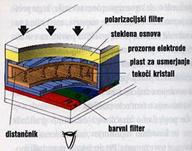 polarizacijski filter
steklena osnova
prozorne elektrode
plast za usmerjanje
tekoči kristali
distančnik
barvni filter